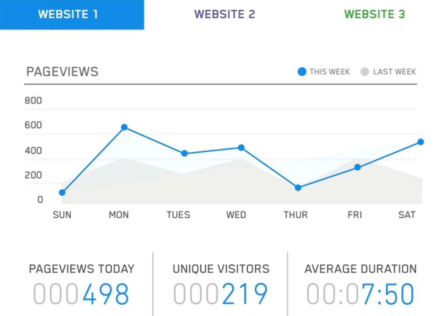 WEBSITE 1 WEBSITE 2 WEBSITE 3
PAGEVIEWS THIS WEEK LAST WEEK
800
600
400
200
0
SUN MON TUES WED THUR FRI SAT
PAGEVIEWS TODAY UNIQUE VISITORS AVERAGE DURATION
000498 000219 00:07:50